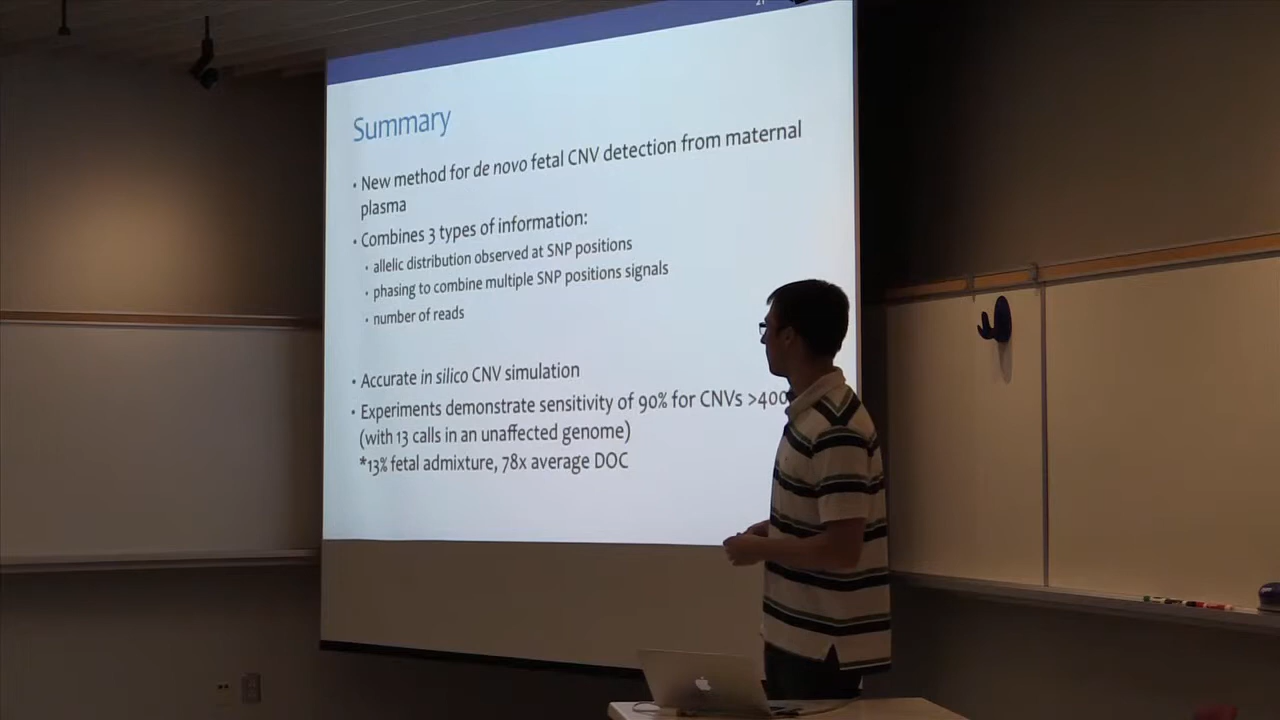 21
Summary
• New method for de novo fetal CNV detection from maternal
plasma
• Combines 3 types of information:
• allelic distribution observed at SNP positions
• phasing to combine multiple SNP positions signals
• number of reads
• Accurate in silico CNV simulation
• Experiments demonstrate sensitivity of 90% for CNVs >400
(with 13 calls in an unaffected genome)
*13% fetal admixture, 78x average DOC